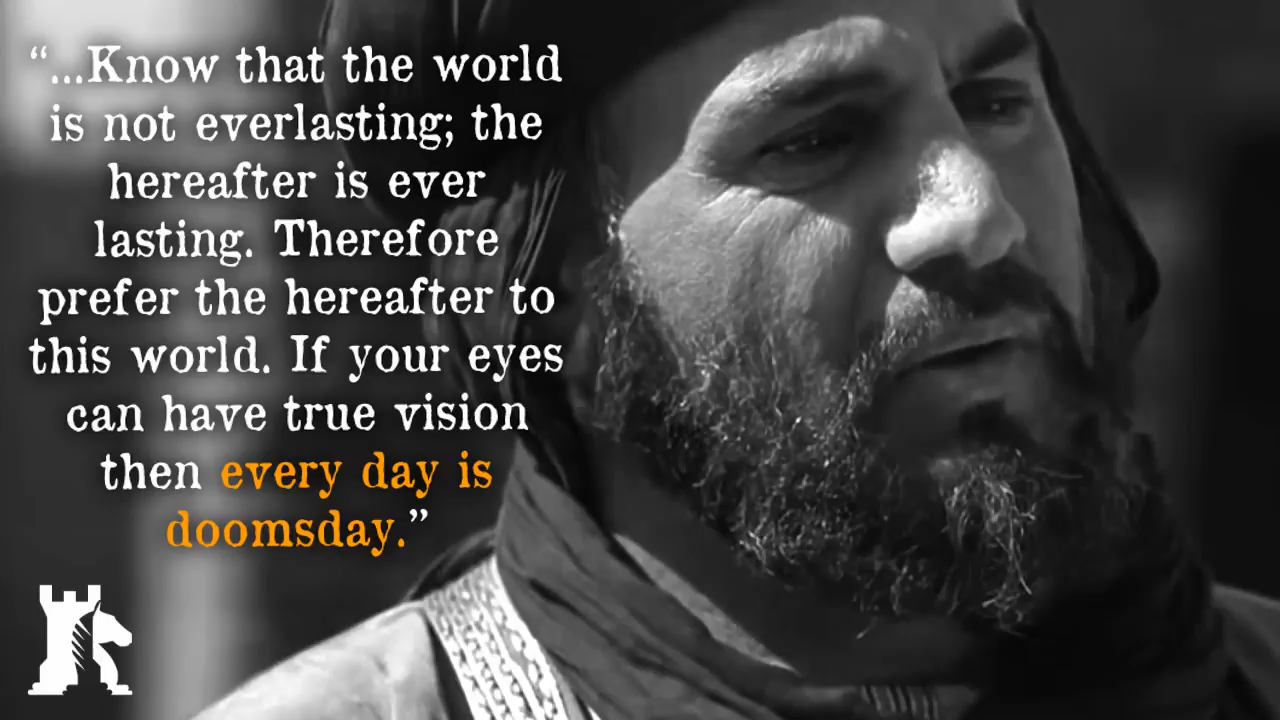 “...Know that the world
is not everlasting; the
hereafter is ever
lasting. Therefore
prefer the hereafter to
this world. If your eyes
can have true vision
then every day is
doomsday.”